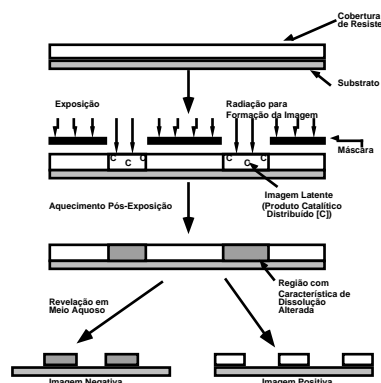 Cobertura
de Resiste
Substrato
Exposição
Radiação para
Formação da Imagem
Máscara
C C
C
C C
C
Imagem Latente
(Produto Catalítico
Distribuído [C])
Aquecimento Pós-Exposição
Região com
Característica de
Dissolução
Alterada
Revelação em
Meio Aquoso
Imagem Negativa
Imagem Positiva